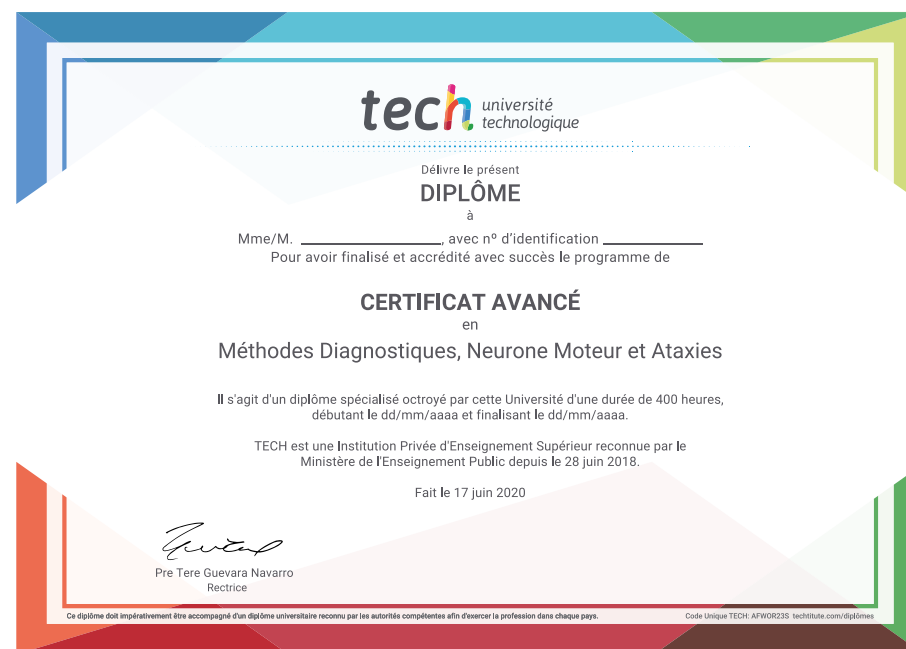 tech université
technologique
Délivre le présent
DIPLÔME
à
Mme/M. ____________________, avec nº d'identification ______________
Pour avoir finalisé et accrédité avec succès le programme de
CERTIFICAT AVANCÉ
en
Méthodes Diagnostiques, Neurone Moteur et Ataxies
Il s'agit d'un diplôme spécialisé octroyé par cette Université d'une durée de 400 heures,
débutant le dd/mm/aaaa et finalisant le dd/mm/aaaa.
TECH est une Institution Privée d'Enseignement Supérieur reconnue par le
Ministère de l'Enseignement Public depuis le 28 juin 2018.
Fait le 17 juin 2020
Pre Tere Guevara Navarro
Rectrice
Ce diplôme doit impérativement être accompagné d'un diplôme universitaire reconnu par les autorités compétentes afin d'exercer la profession dans chaque pays.
Code Unique TECH: AFWOR23S techtitute.com/diplômes